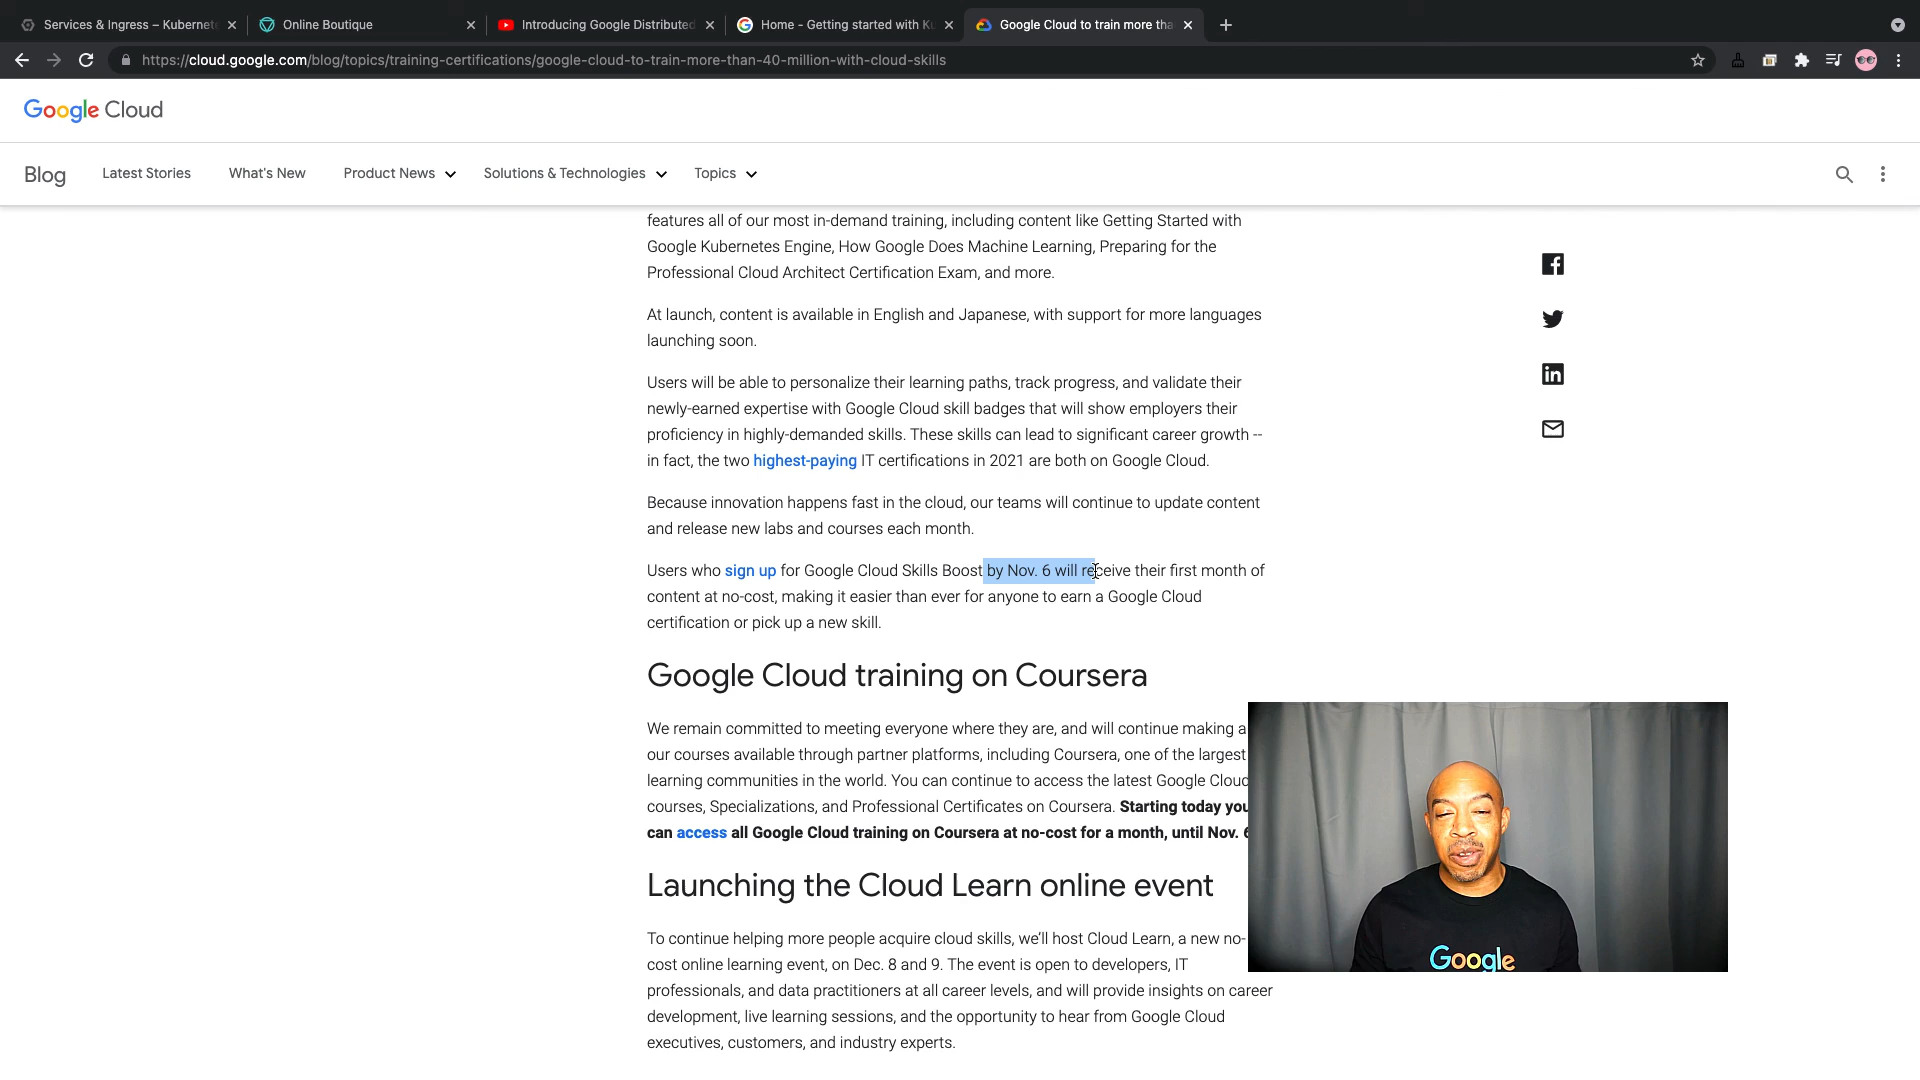 Services & Ingress – Kubernet
Online Boutique
Introducing Google Distributed
Home - Getting started with Ku
Google Cloud to train more tha
https://cloud.google.com/blog/topics/training-certifications/google-cloud-to-train-more-than-40-million-with-cloud-skills
Google Cloud
Blog
Latest Stories
What's New
Product News
Solutions & Technologies
Topics
features all of our most in-demand training, including content like Getting Started with
Google Kubernetes Engine, How Google Does Machine Learning, Preparing for the
Professional Cloud Architect Certification Exam, and more.
At launch, content is available in English and Japanese, with support for more languages
launching soon.
Users will be able to personalize their learning paths, track progress, and validate their
newly-earned expertise with Google Cloud skill badges that will show employers their
proficiency in highly-demanded skills. These skills can lead to significant career growth --
in fact, the two highest-paying IT certifications in 2021 are both on Google Cloud.
Because innovation happens fast in the cloud, our teams will continue to update content
and release new labs and courses each month.
Users who sign up for Google Cloud Skills Boost by Nov. 6 will receive their first month of
content at no-cost, making it easier than ever for anyone to earn a Google Cloud
certification or pick up a new skill.
Google Cloud training on Coursera
We remain committed to meeting everyone where they are, and will continue making a
our courses available through partner platforms, including Coursera, one of the largest
learning communities in the world. You can continue to access the latest Google Cloud
courses, Specializations, and Professional Certificates on Coursera. Starting today you
can access all Google Cloud training on Coursera at no-cost for a month, until Nov. 6
Launching the Cloud Learn online event
To continue helping more people acquire cloud skills, we'll host Cloud Learn, a new no-
cost online learning event, on Dec. 8 and 9. The event is open to developers, IT
professionals, and data practitioners at all career levels, and will provide insights on career
development, live learning sessions, and the opportunity to hear from Google Cloud
executives, customers, and industry experts.
Google